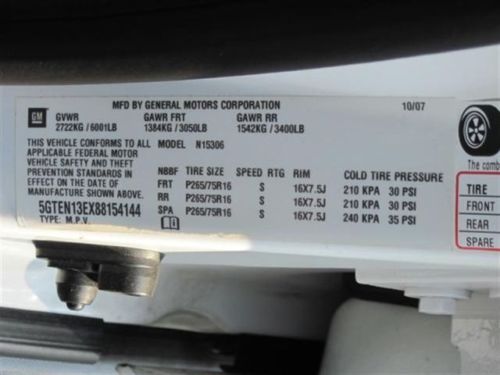 MFD BY GENERAL MOTORS CORPORATION 10/07
GM GVWR GAWR FRT GAWR RR
2722KG / 6001LB 1384KG / 3050LB 1542KG / 3400LB
THIS VEHICLE CONFORMS TO ALL MODEL N15306
APPLICABLE FEDERAL MOTOR
VEHICLE SAFETY AND THEFT
PREVENTION STANDARDS
IN EFFECT ON THE DATE OF
MANUFACTURE SHOWN ABOVE.
5GTEN13EX88154144
TYPE: M.P.V.
NBBF TIRE SIZE SPEED RTG RIM COLD TIRE PRESSURE
FRT P265/75R16 S 16X7.5J 210 KPA 30 PSI
RR P265/75R16 S 16X7.5J 210 KPA 30 PSI
SPA P265/75R16 S 16X7.5J 240 KPA 35 PSI
The comb
TIRE
FRONT
REAR
SPARE